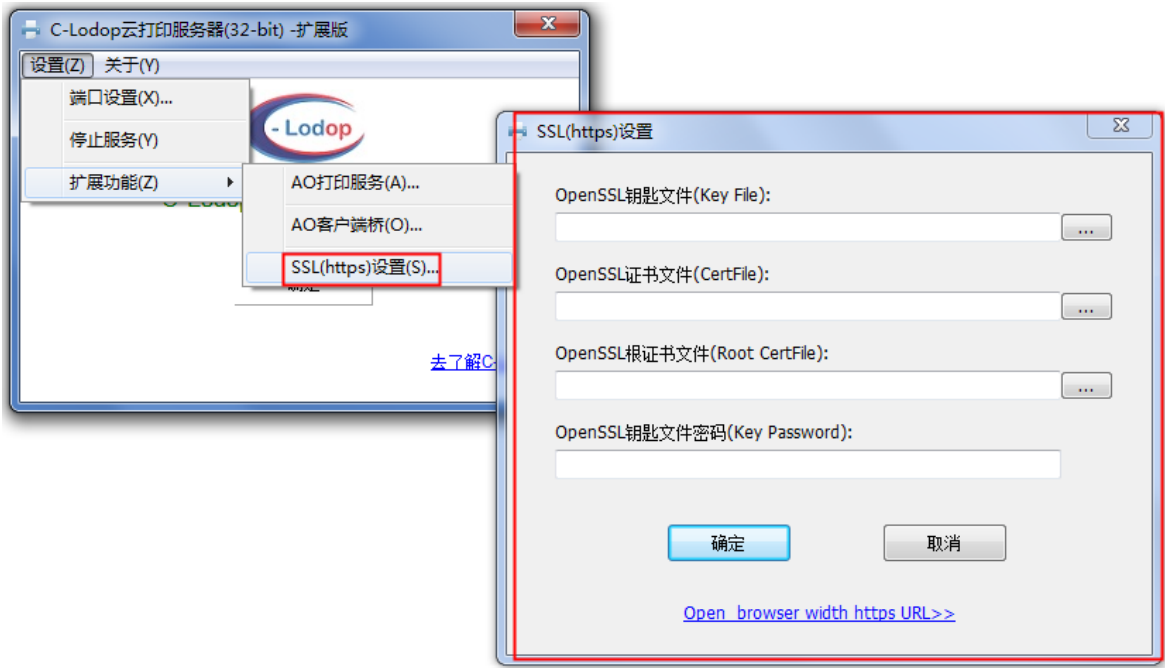 C-Lodop云打印服务器(32-bit) -扩展版
设置(Z) 关于(Y)
端口设置(X)...
停止服务(Y)
扩展功能(Z)
C - Lodop
AO打印服务(A)...
AO客户端桥(O)...
SSL(https)设置(S)...
去了解C-
SSL(https)设置
OpenSSL钥匙文件(Key File):
...
OpenSSL证书文件(CertFile):
...
OpenSSL根证书文件(Root CertFile):
...
OpenSSL钥匙文件密码(Key Password):
确定 取消
Open browser width https URL>>